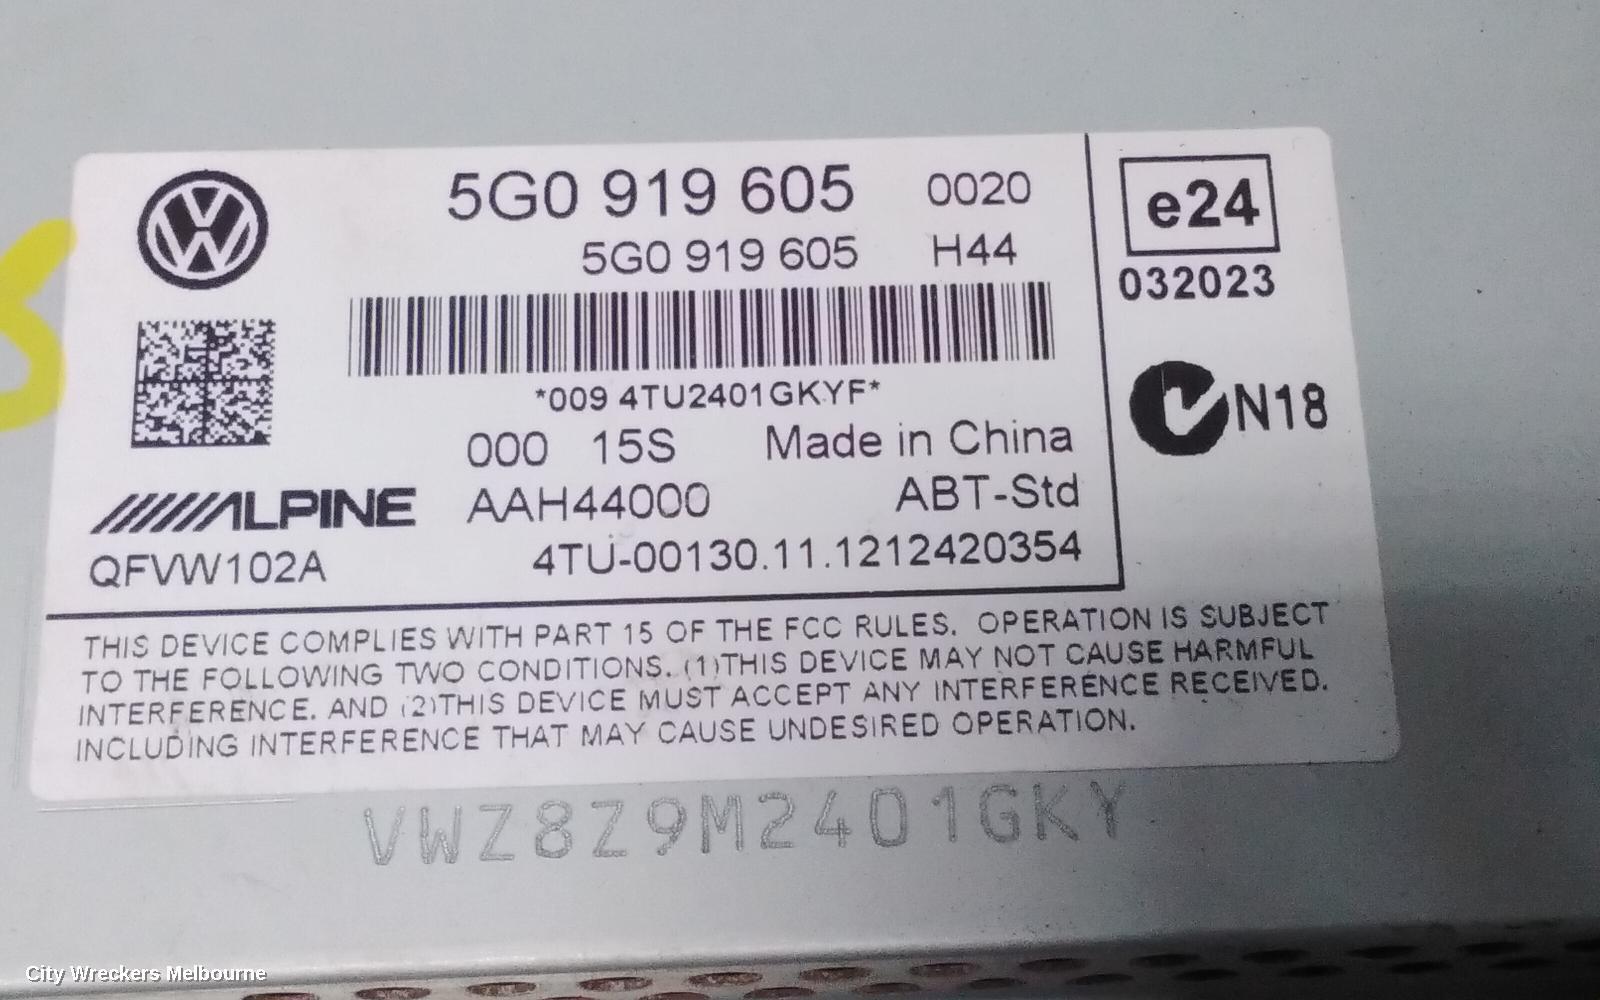 5G0 919 605 0020
5G0 919 605 H44
*009 4TU2401GKYF*
000 15S Made in China
ALPINE AAH44000 ABT-Std
QFVW102A 4TU-00130.11.1212420354
e24
032023
N18
THIS DEVICE COMPLIES WITH PART 15 OF THE FCC RULES. OPERATION IS SUBJECT
TO THE FOLLOWING TWO CONDITIONS. (1)THIS DEVICE MAY NOT CAUSE HARMFUL
INTERFERENCE. AND (2)THIS DEVICE MUST ACCEPT ANY INTERFERENCE RECEIVED.
INCLUDING INTERFERENCE THAT MAY CAUSE UNDESIRED OPERATION.
VWZ8Z9M2401GKY
City Wreckers Melbourne